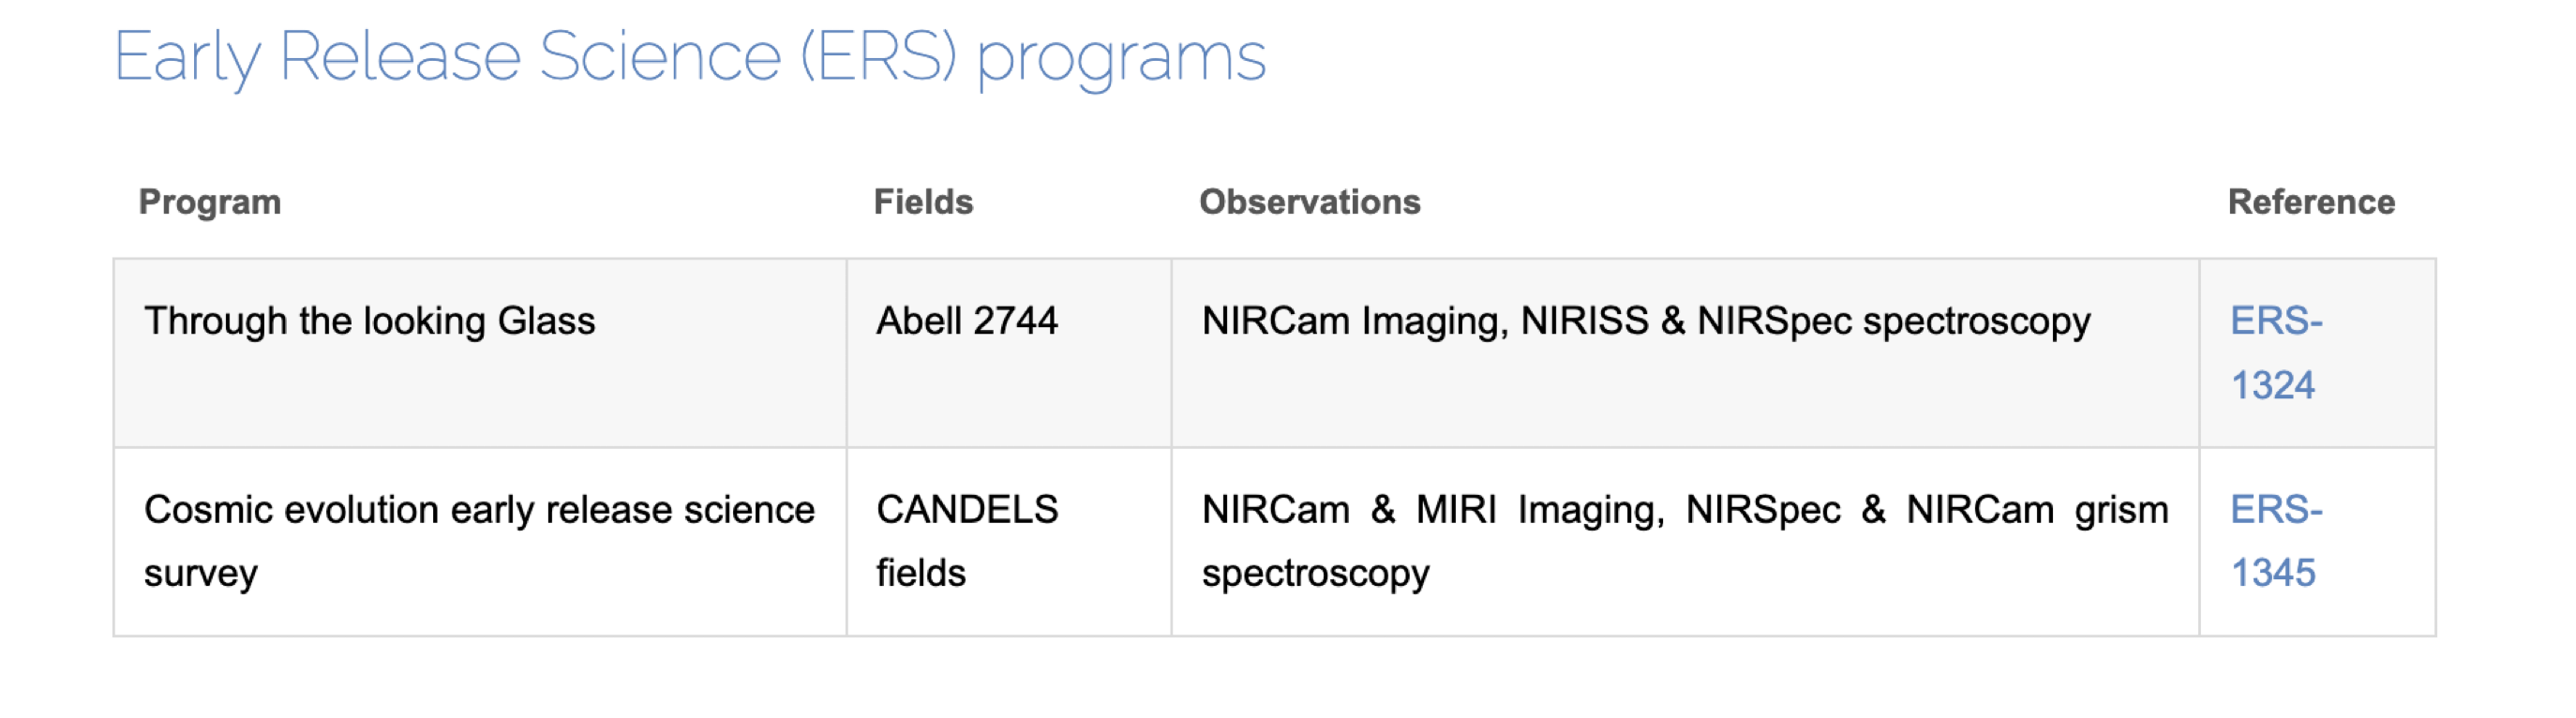 Early Release Science (ERS) programs
Program Fields Observations Reference
Through the looking Glass Abell 2744 NIRCam Imaging, NIRISS & NIRSpec spectroscopy ERS-
1324
Cosmic evolution early release science CANDELS NIRCam & MIRI Imaging, NIRSpec & NIRCam grism ERS-
survey fields spectroscopy 1345